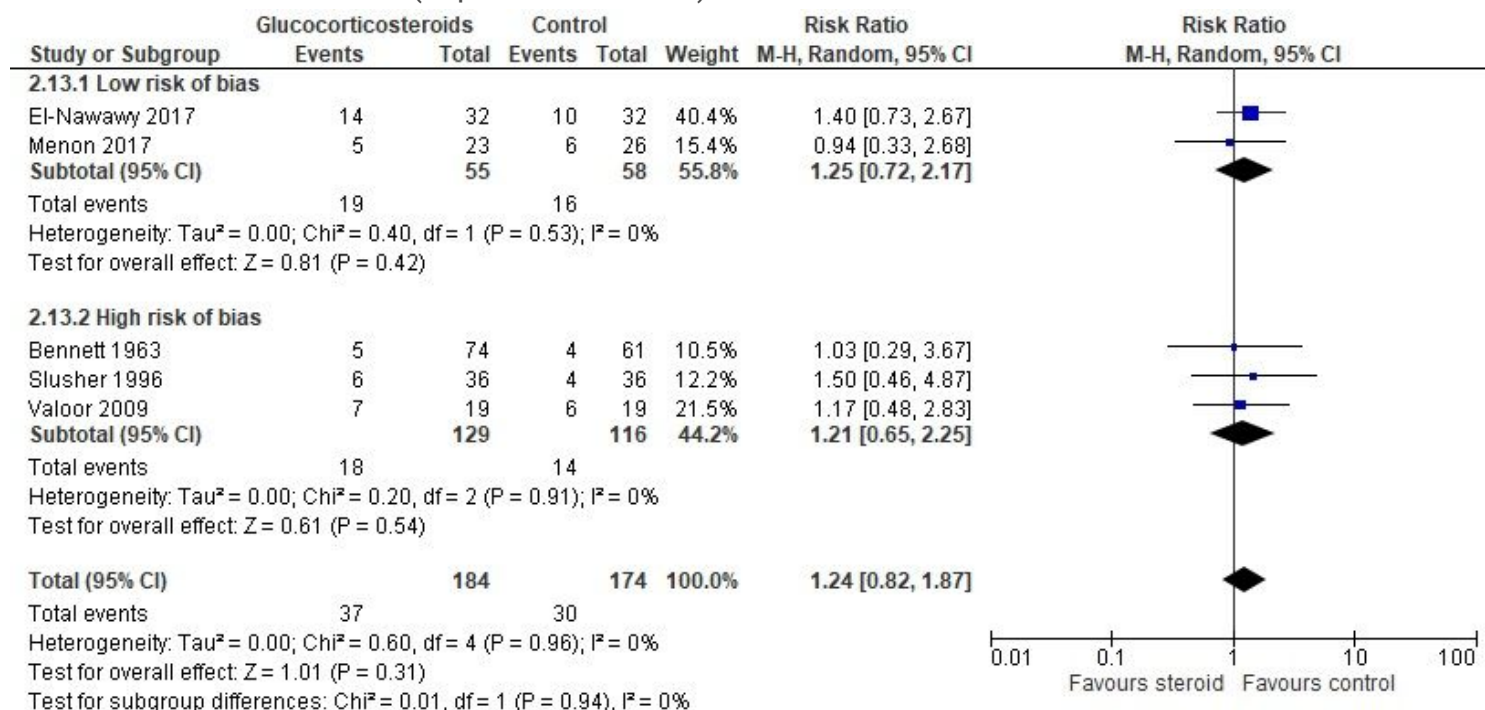 Glucocorticosteroids Control Risk Ratio Risk Ratio
Study or Subgroup Events Total Events Total Weight M-H, Random, 95% CI M-H, Random, 95% CI
2.13.1 Low risk of bias
El-Nawawy 2017 14 32 10 32 40.4% 1.40 [0.73, 2.67]
Menon 2017 5 23 6 26 15.4% 0.94 [0.33, 2.68]
Subtotal (95% CI) 55 58 55.8% 1.25 [0.72, 2.17]
Total events 19 16
Heterogeneity: Tau² = 0.00; Chi² = 0.40, df = 1 (P = 0.53); I² = 0%
Test for overall effect: Z = 0.81 (P = 0.42)
2.13.2 High risk of bias
Bennett 1963 5 74 4 61 10.5% 1.03 [0.29, 3.67]
Slusher 1996 6 36 4 36 12.2% 1.50 [0.46, 4.87]
Valoor 2009 7 19 6 19 21.5% 1.17 [0.48, 2.83]
Subtotal (95% CI) 129 116 44.2% 1.21 [0.65, 2.25]
Total events 18 14
Heterogeneity: Tau² = 0.00; Chi² = 0.20, df = 2 (P = 0.91); I² = 0%
Test for overall effect: Z = 0.61 (P = 0.54)
Total (95% CI) 184 174 100.0% 1.24 [0.82, 1.87]
Total events 37 30
Heterogeneity: Tau² = 0.00; Chi² = 0.60, df = 4 (P = 0.96); I² = 0%
Test for overall effect: Z = 1.01 (P = 0.31)
Test for subgroup differences: Chi² = 0.01, df = 1 (P = 0.94), I² = 0%
0.01 0.1 1 10 100
Favours steroid Favours control